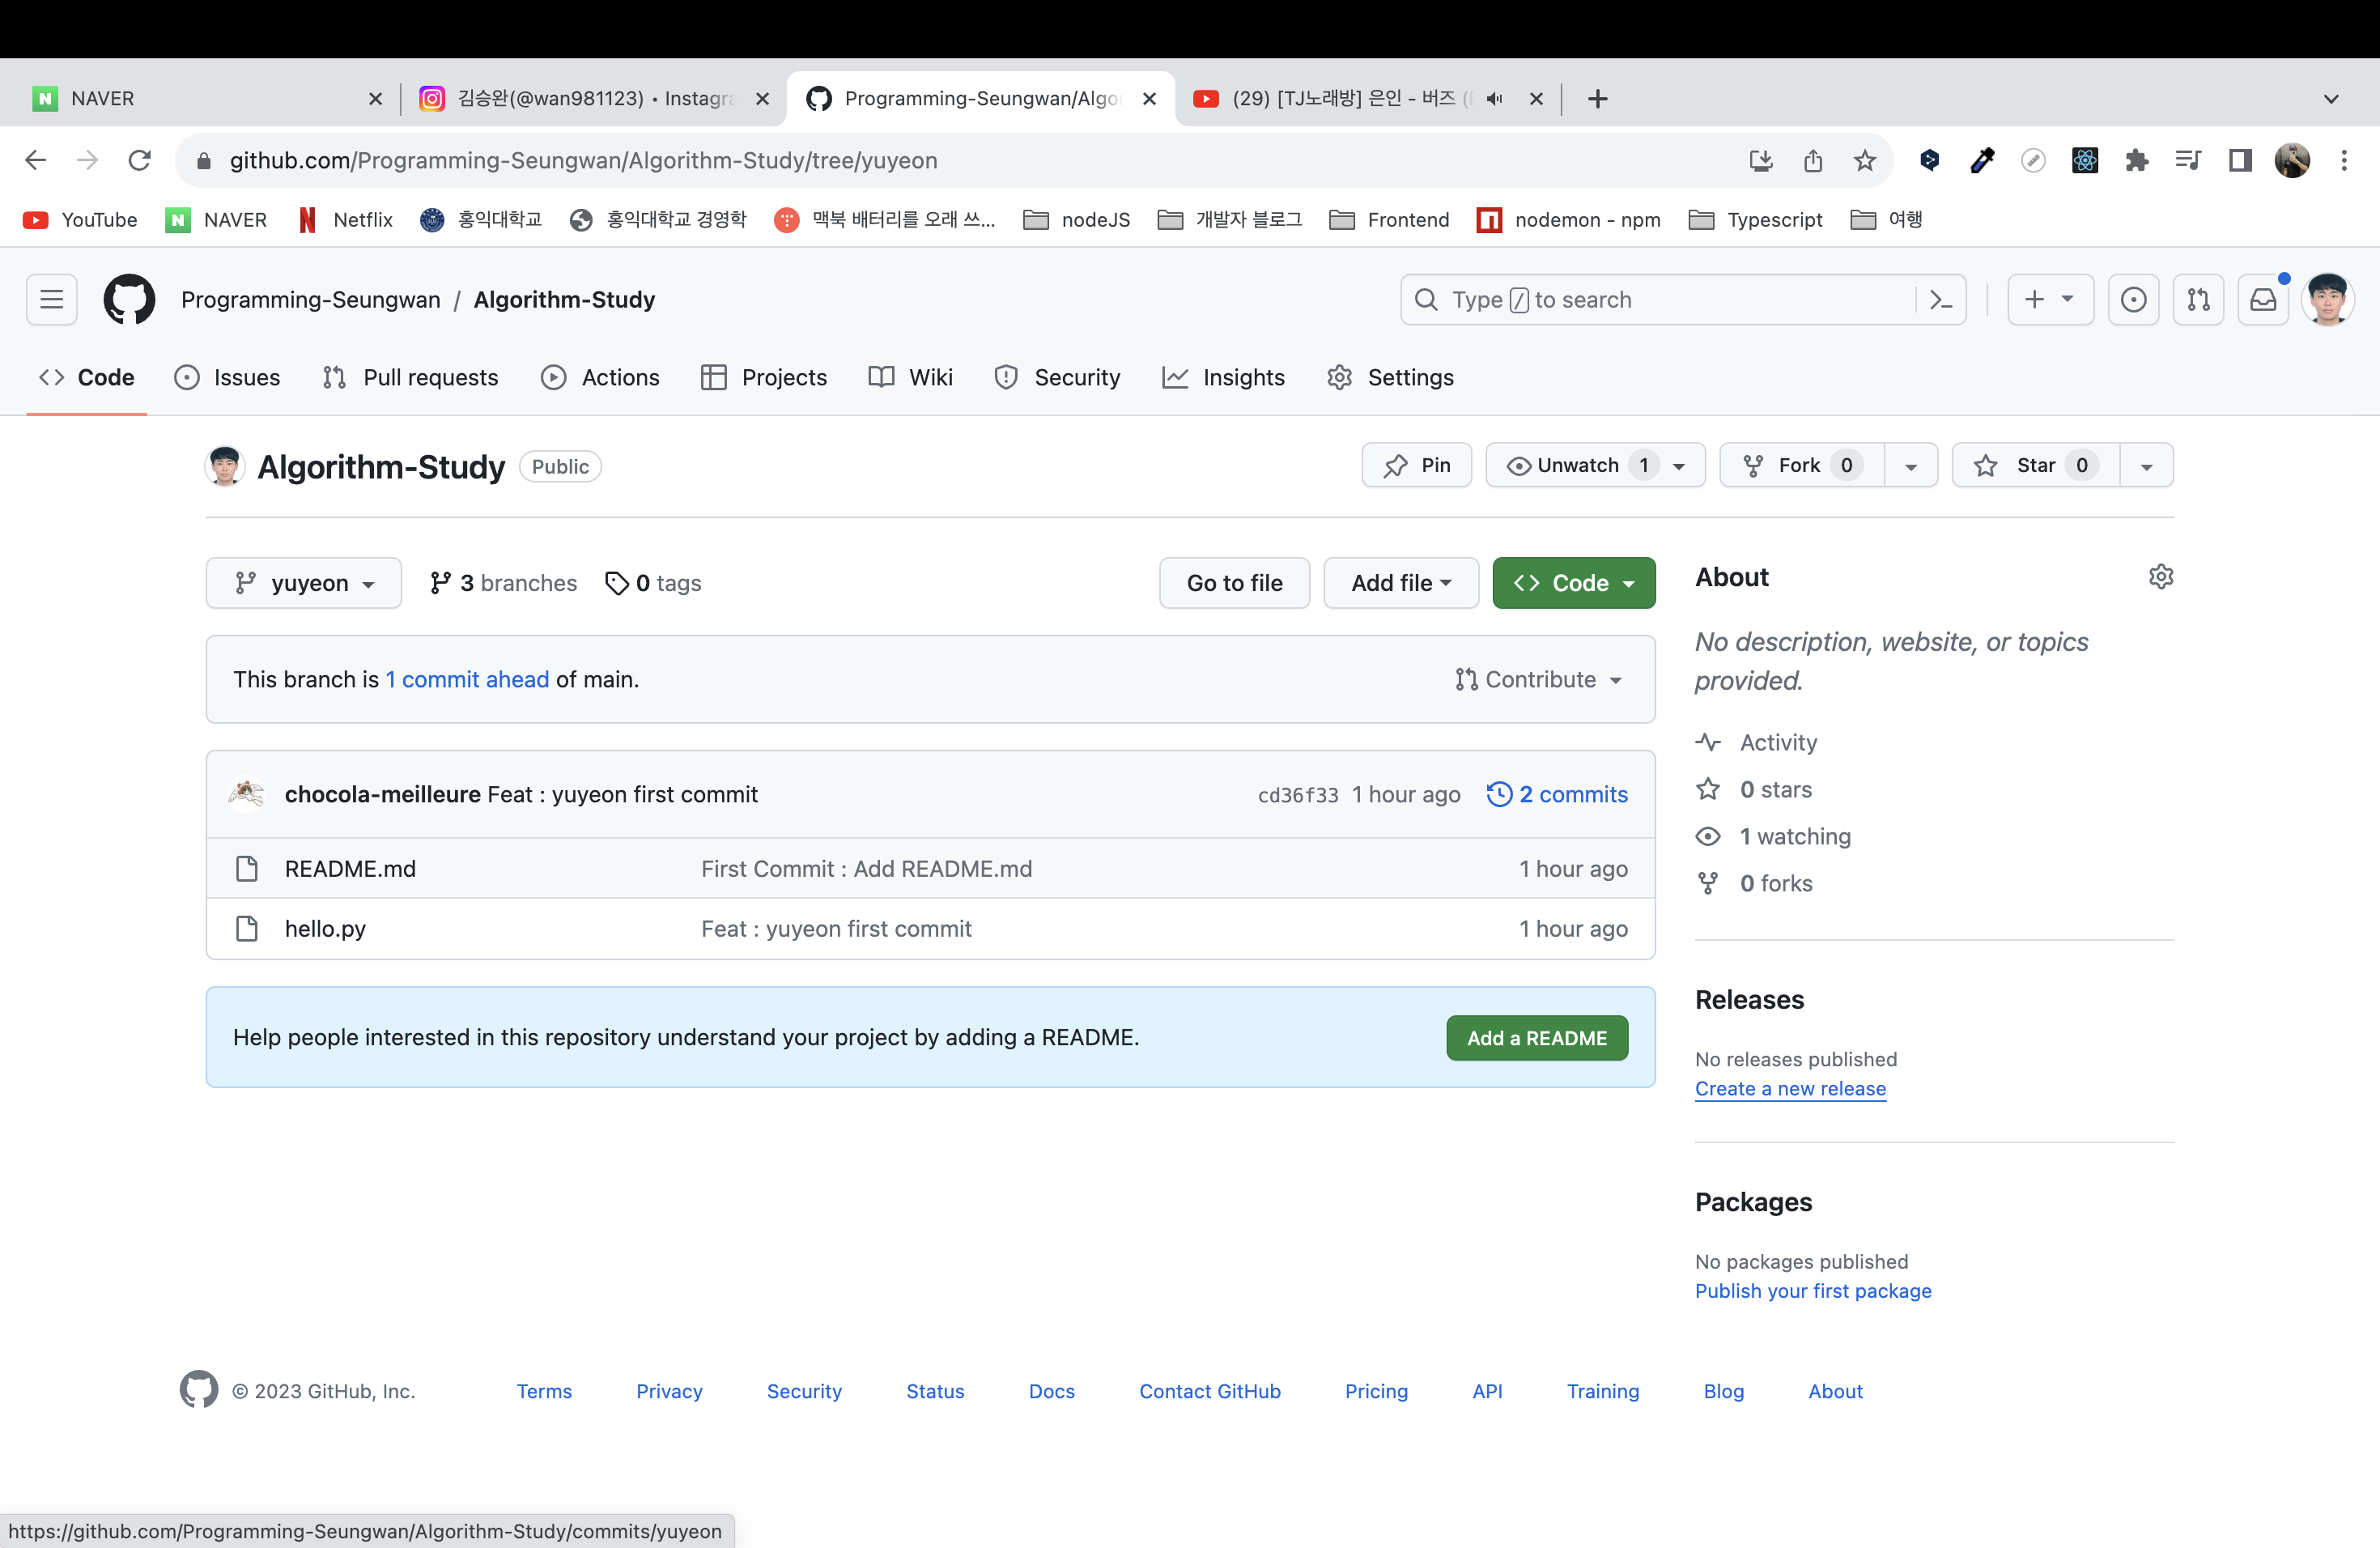 NAVER
김승완(@wan981123) • Instagra
Programming-Seungwan/Algo
(29) [TJ노래방] 은인 - 버즈 (
github.com/Programming-Seungwan/Algorithm-Study/tree/yuyeon
YouTube NAVER Netflix 홍익대학교 홍익대학교 경영학 맥북 배터리를 오래 쓰... nodeJS 개발자 블로그 Frontend nodemon - npm Typescript 여행
Programming-Seungwan / Algorithm-Study
Type / to search
Code Issues Pull requests Actions Projects Wiki Security Insights Settings
Algorithm-Study Public
Pin Unwatch 1 Fork 0 Star 0
yuyeon 3 branches 0 tags
Go to file Add file Code
This branch is 1 commit ahead of main.
Contribute
chocola-meilleure Feat : yuyeon first commit cd36f33 1 hour ago 2 commits
README.md First Commit : Add README.md 1 hour ago
hello.py Feat : yuyeon first commit 1 hour ago
Help people interested in this repository understand your project by adding a README.
Add a README
About
No description, website, or topics
provided.
Activity
0 stars
1 watching
0 forks
Releases
No releases published
Create a new release
Packages
No packages published
Publish your first package
© 2023 GitHub, Inc. Terms Privacy Security Status Docs Contact GitHub Pricing API Training Blog About
https://github.com/Programming-Seungwan/Algorithm-Study/commits/yuyeon